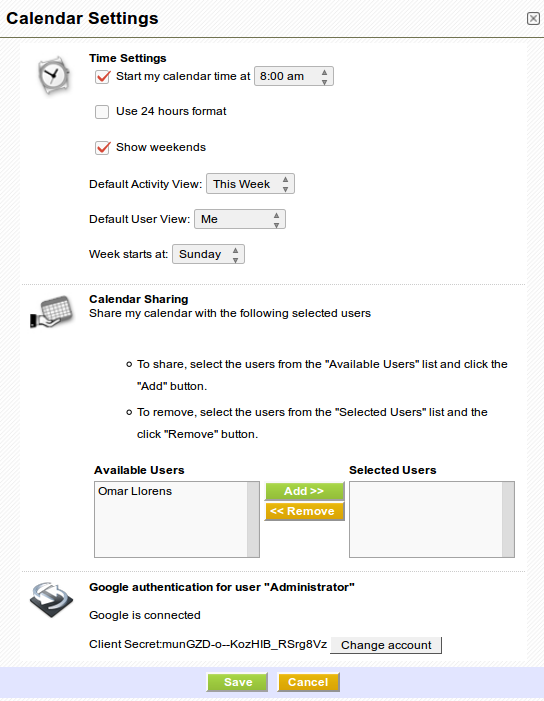 Calendar Settings
Time Settings
Start my calendar time at 8:00 am
Use 24 hours format
Show weekends
Default Activity View: This Week
Default User View: Me
Week starts at: Sunday
Calendar Sharing
Share my calendar with the following selected users
To share, select the users from the "Available Users" list and click the
"Add" button.
To remove, select the users from the "Selected Users" list and the
click "Remove" button.
Available Users Selected Users
Omar Llorens
Add >>
<< Remove
Google authentication for user "Administrator"
Google is connected
Client Secret:munGZD-o--KozHIB_RSrg8Vz Change account
Save Cancel